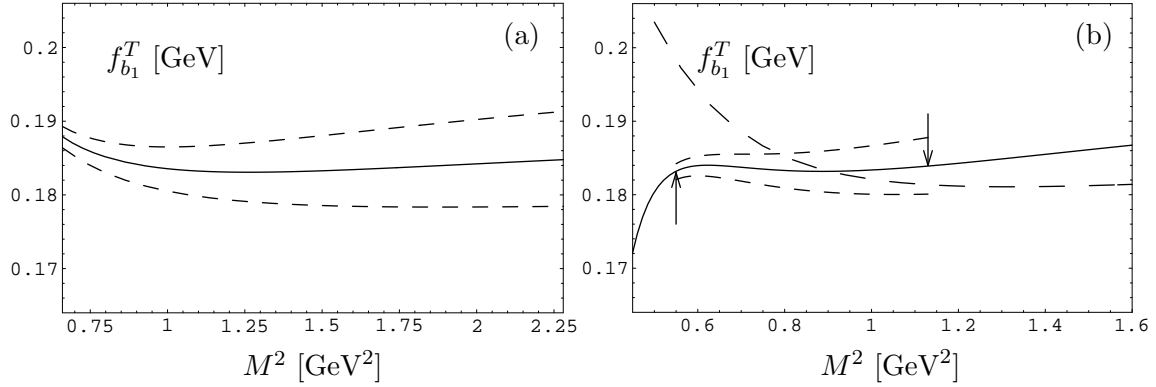 (a)
f_{b_1}^T [GeV]
0.2
0.19
0.18
0.17
0.75 1 1.25 1.5 1.75 2 2.25
M^2 [GeV^2]
(b)
f_{b_1}^T [GeV]
0.2
0.19
0.18
0.17
0.6 0.8 1 1.2 1.4 1.6
M^2 [GeV^2]